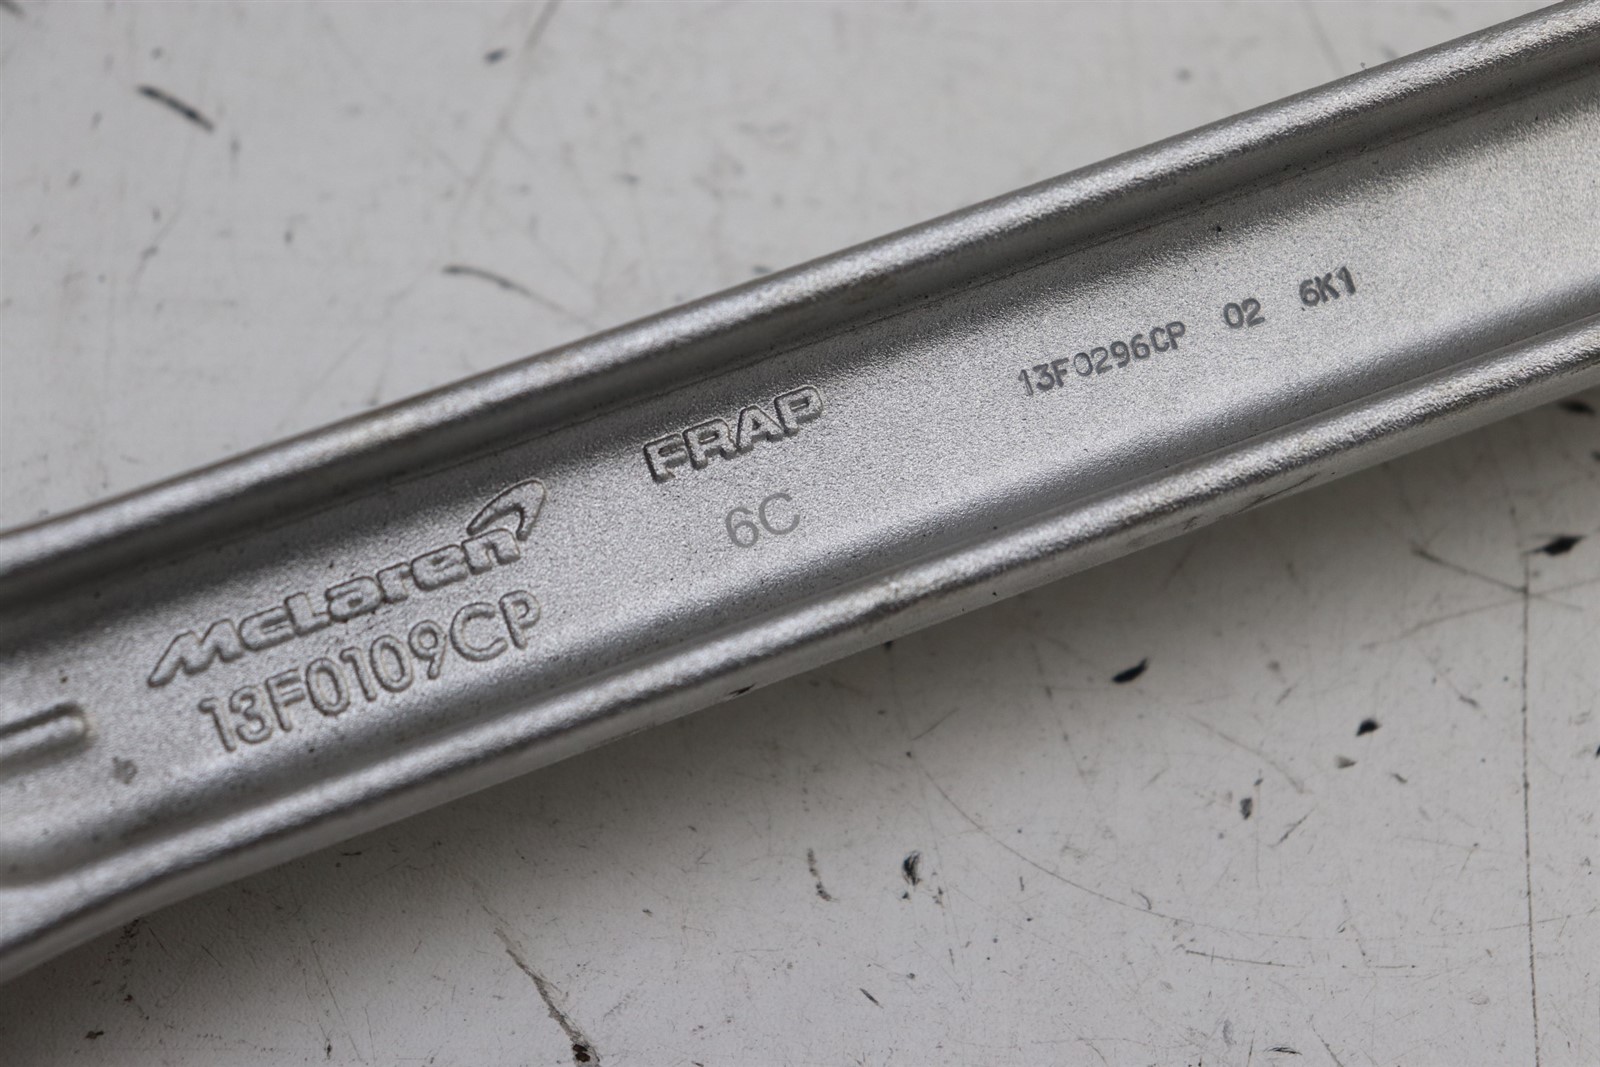 McLaren
13F0109CP
FRAP
6C
13F0296CP 02 6K1